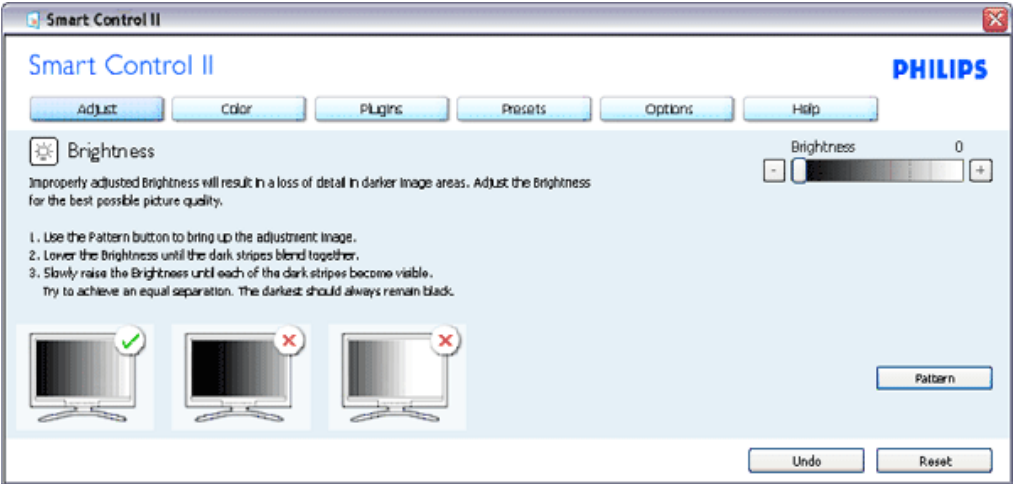 Smart Control II
Smart Control II
PHILIPS
Adjust Color Plugins Presets Options Help
Brightness
Brightness 0
- +
Improperly adjusted Brightness will result in a loss of detail in darker image areas. Adjust the Brightness
for the best possible picture quality.
1. Use the Pattern button to bring up the adjustment image.
2. Lower the Brightness until the dark stripes blend together.
3. Slowly raise the Brightness until each of the dark stripes become visible.
Try to achieve an equal separation. The darkest should always remain black.
Pattern
Undo Reset